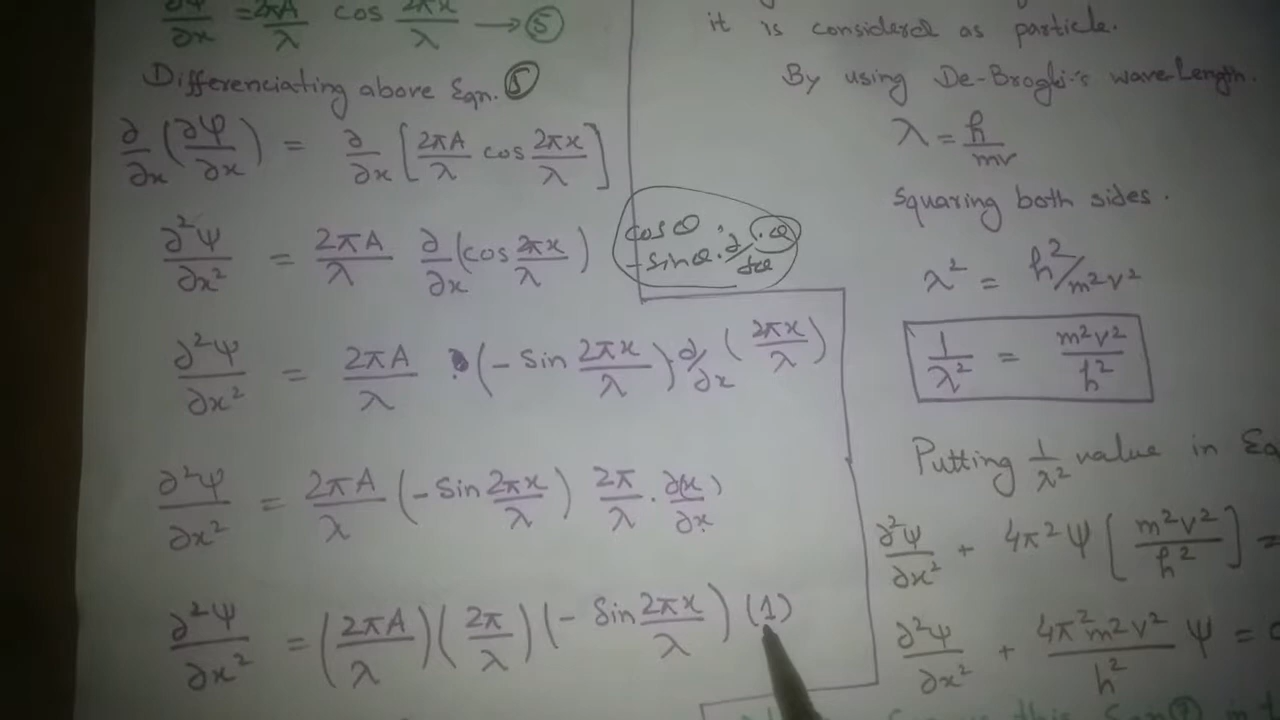 ∂Ψ/∂x = 2πA/λ cos 2πx/λ → ⑤
Differenciating above Eqn. ⑤
∂/∂x (∂φ/∂x) = ∂/∂x [2πA/λ cos 2πx/λ]
∂²Ψ/∂x² = 2πA/λ ∂/∂x (cos 2πx/λ)
cos θ
∂²Ψ/∂x² = 2πA/λ (- Sin 2πx/λ) ∂/∂x (2πx/λ)
∂²Ψ/∂x² = 2πA/λ (- Sin 2πx/λ) 2π/λ . ∂(x)/∂x
∂²Ψ/∂x² = (2πA/λ) (2π/λ) (- Sin 2πx/λ) (1)
it is considered as particle.
By using De-Brogli's wave-Length.
λ = h/mv
Squaring both sides.
λ² = h²/m²v²
1/λ² = m²v²/h²
Putting 1/λ² value in
∂²Ψ/∂x² + 4π² Ψ [m²v²/h²] =
∂²Ψ/∂x² + 4π²m²v²/h² Ψ =